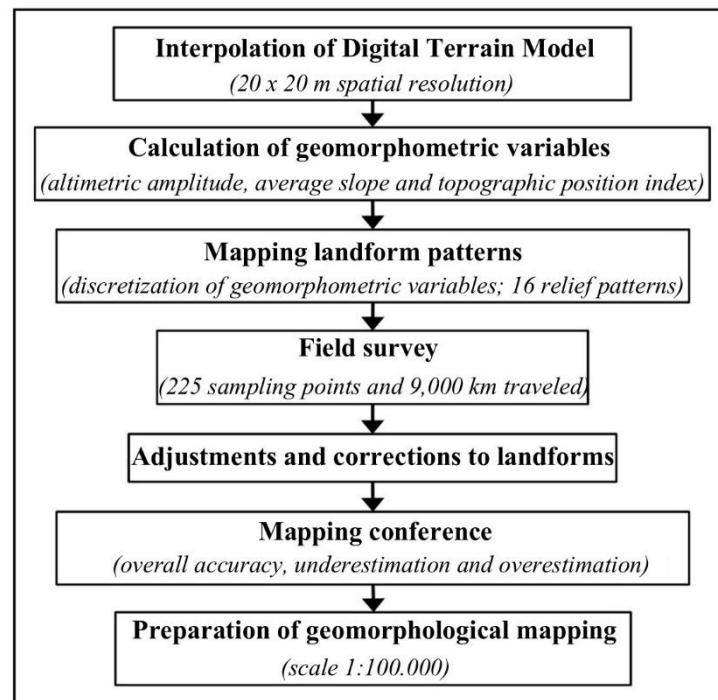 Interpolation of Digital Terrain Model
(20 x 20 m spatial resolution)
Calculation of geomorphometric variables
(altimetric amplitude, average slope and topographic position index)
Mapping landform patterns
(discretization of geomorphometric variables; 16 relief patterns)
Field survey
(225 sampling points and 9,000 km traveled)
Adjustments and corrections to landforms
Mapping conference
(overall accuracy, underestimation and overestimation)
Preparation of geomorphological mapping
(scale 1:100.000)